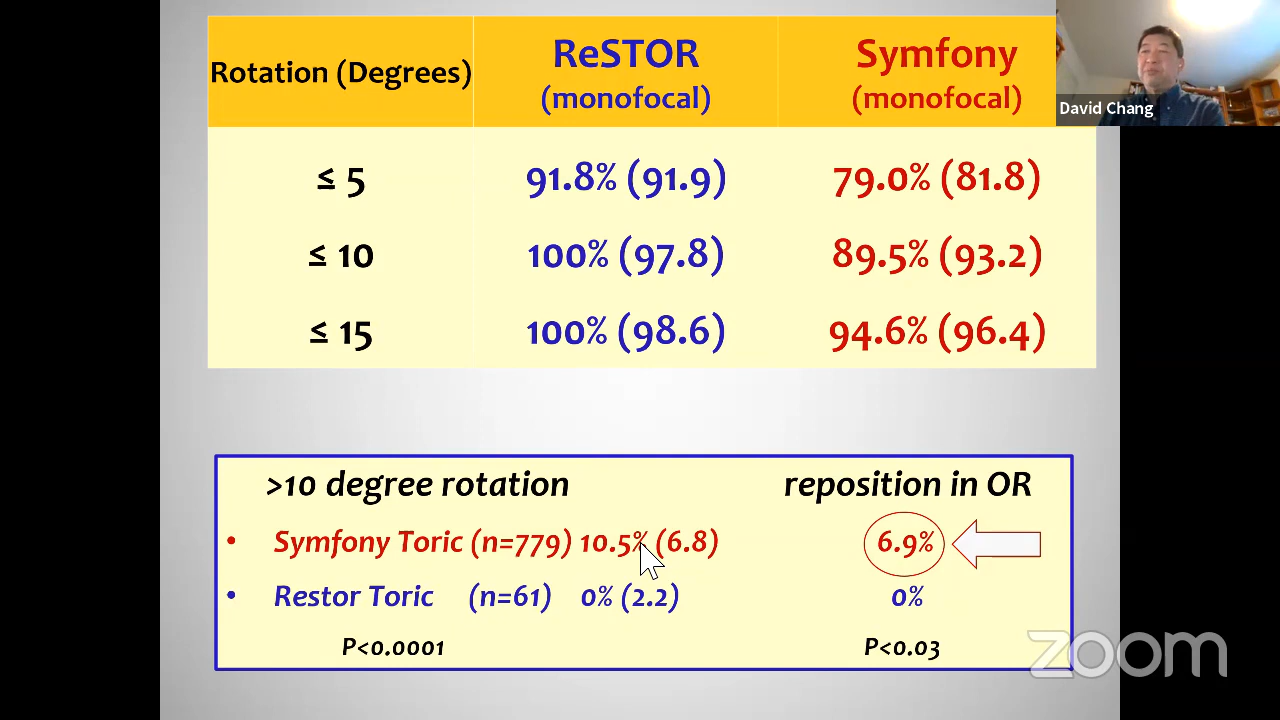 Rotation (Degrees) ReSTOR (monofocal) Symfony (monofocal)
David Chang
≤ 5 91.8% (91.9) 79.0% (81.8)
≤ 10 100% (97.8) 89.5% (93.2)
≤ 15 100% (98.6) 94.6% (96.4)
>10 degree rotation reposition in OR
• Symfony Toric (n=779) 10.5% (6.8) 6.9%
• Restor Toric (n=61) 0% (2.2) 0%
P<0.0001 P<0.03
zoom